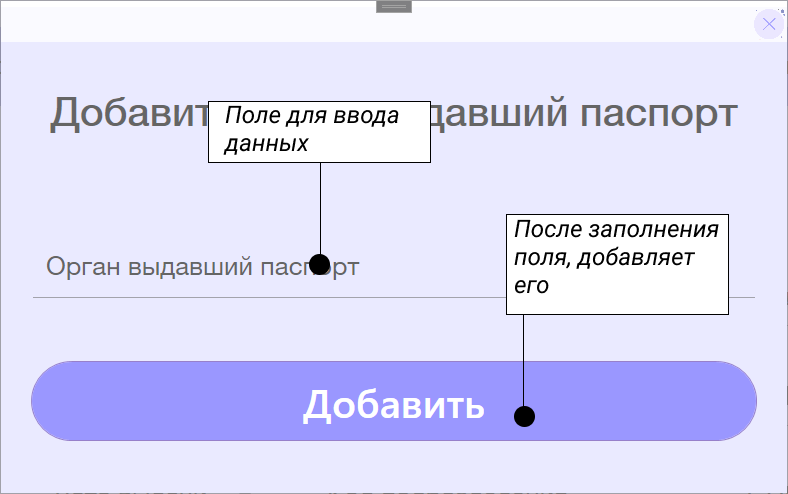 Добавит давший паспорт
Поле для ввода
данных
После заполнения
поля, добавляет
его
Орган выдавший паспорт
Добавить